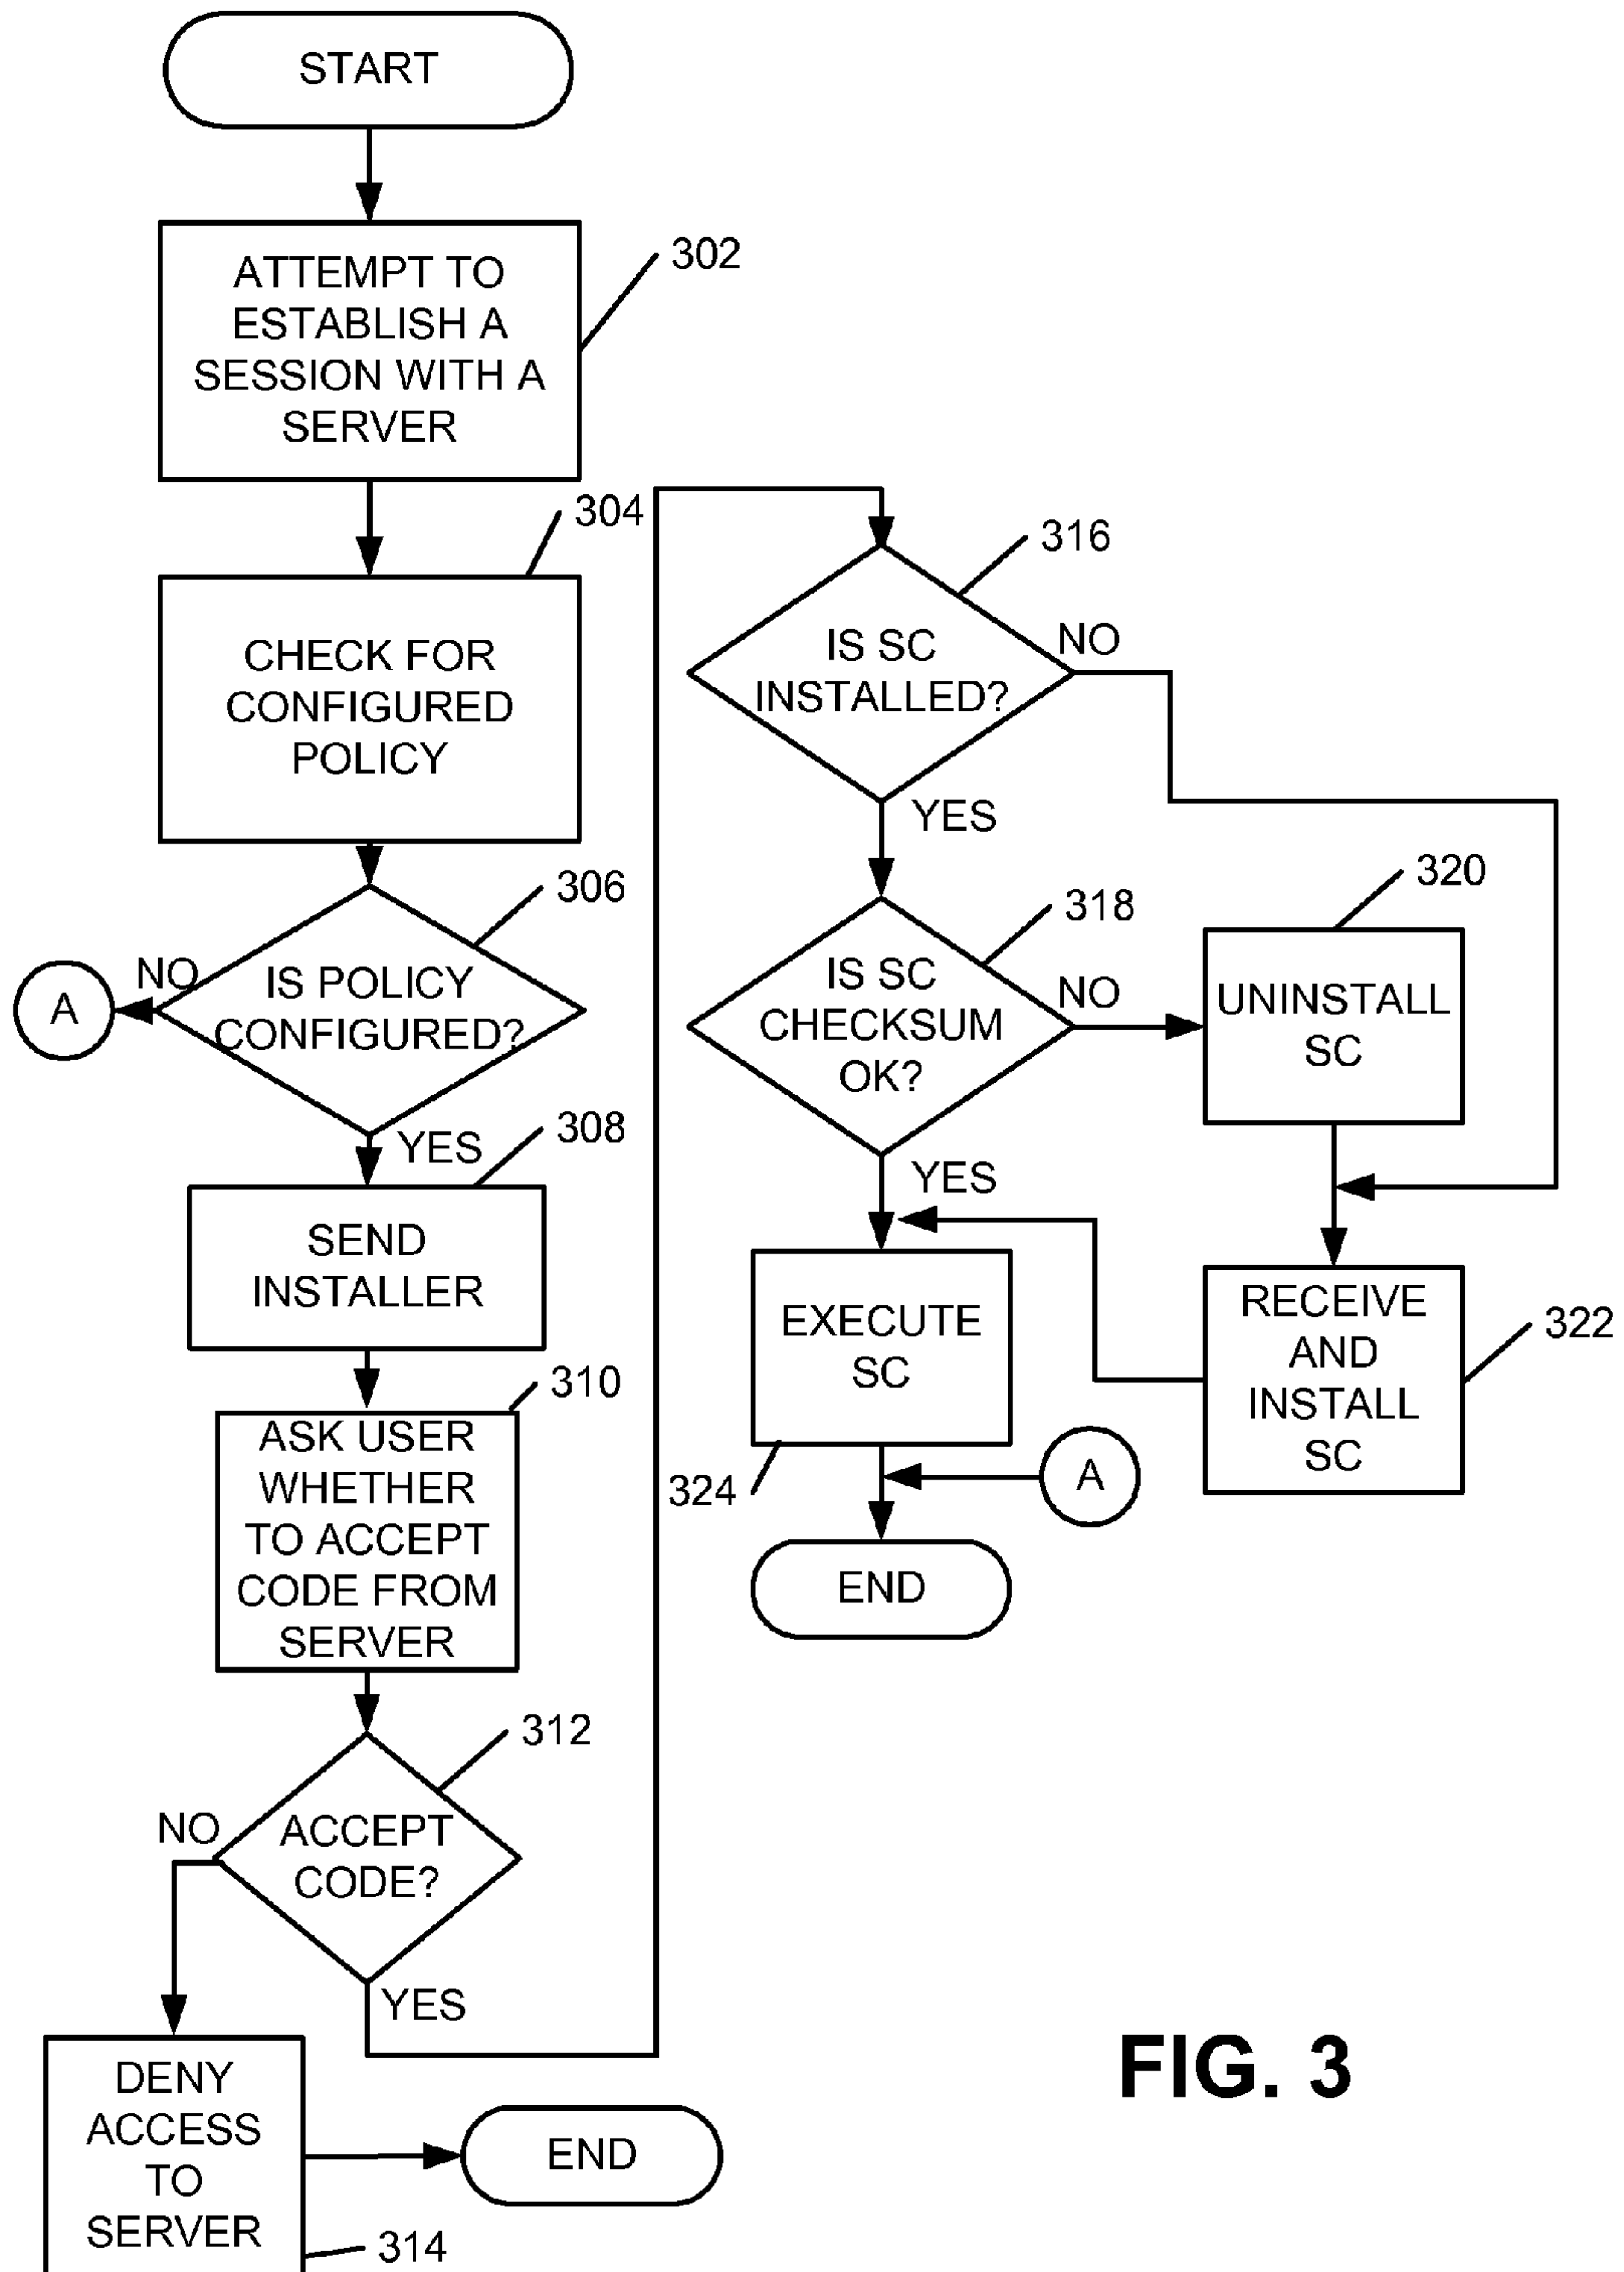 START
ATTEMPT TO
ESTABLISH A
SESSION WITH A
SERVER
302
304
CHECK FOR
CONFIGURED
POLICY
306
NO
A
IS POLICY
CONFIGURED?
YES
308
SEND
INSTALLER
310
ASK USER
WHETHER
TO ACCEPT
CODE FROM
SERVER
312
NO
ACCEPT
CODE?
YES
DENY
ACCESS
TO
SERVER
314
END
316
IS SC
INSTALLED?
NO
YES
318
IS SC
CHECKSUM
OK?
NO
YES
320
UNINSTALL
SC
RECEIVE
AND
INSTALL
SC
322
EXECUTE
SC
324
A
END
FIG. 3